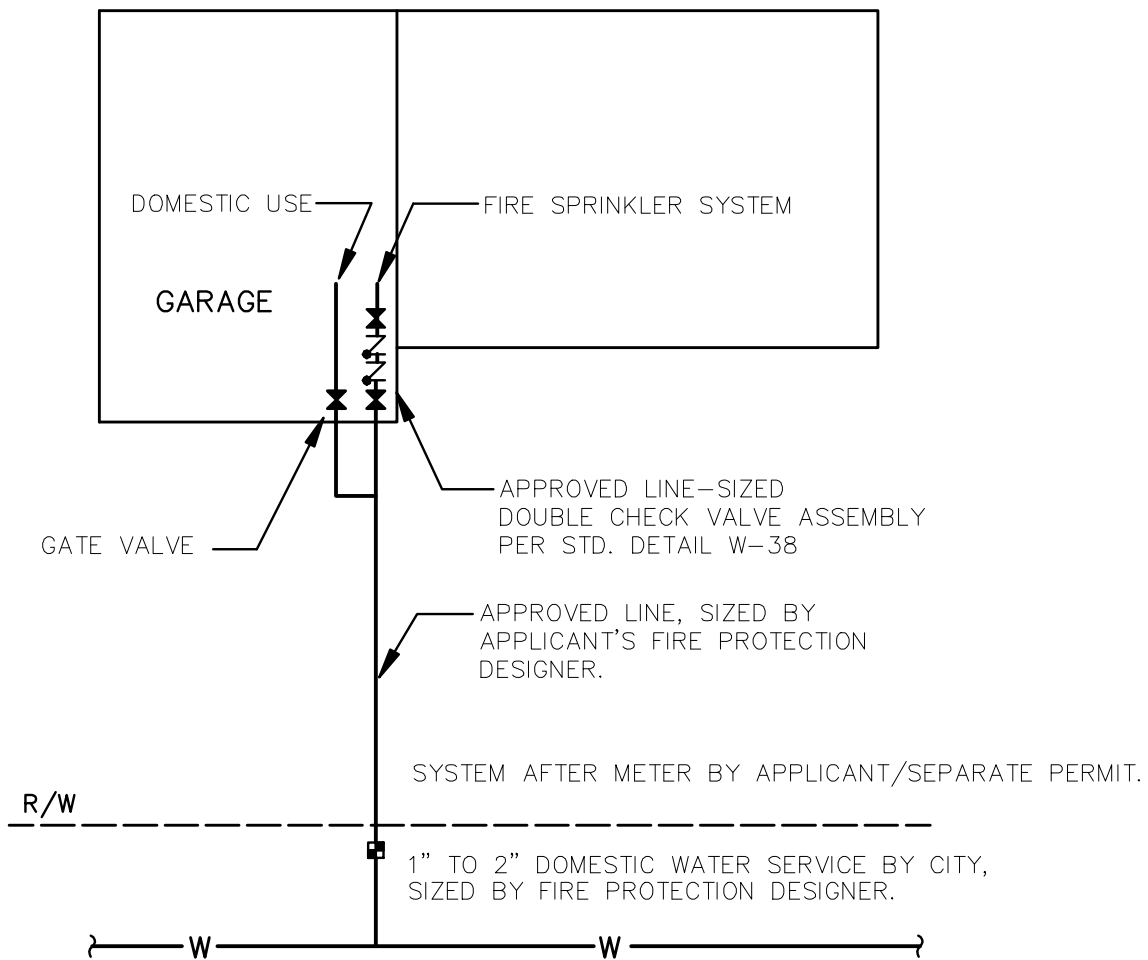 DOMESTIC USE
FIRE SPRINKLER SYSTEM
GARAGE
APPROVED LINE-SIZED
DOUBLE CHECK VALVE ASSEMBLY
PER STD. DETAIL W-38
GATE VALVE
APPROVED LINE, SIZED BY
APPLICANT'S FIRE PROTECTION
DESIGNER.
SYSTEM AFTER METER BY APPLICANT/SEPARATE PERMIT.
R/W
1" TO 2" DOMESTIC WATER SERVICE BY CITY,
SIZED BY FIRE PROTECTION DESIGNER.
W W